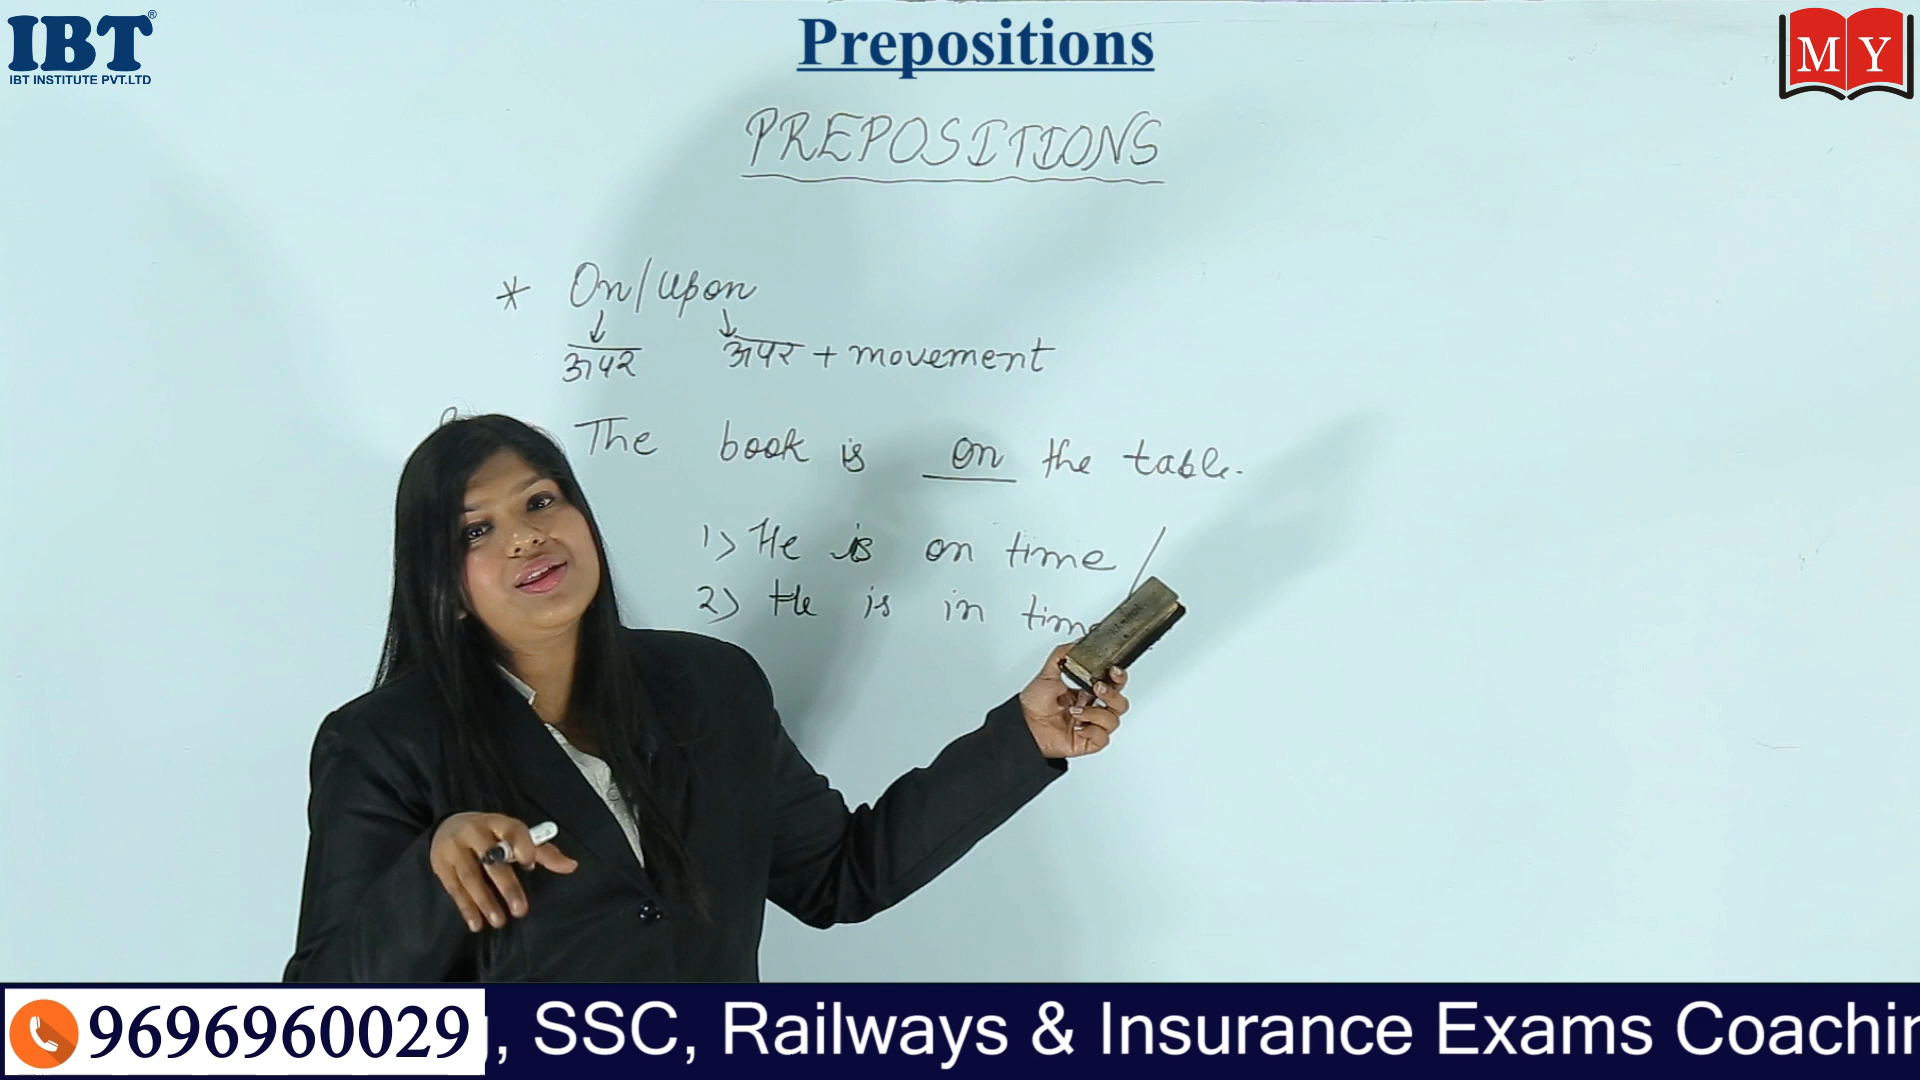 IBT®
IBT INSTITUTE PVT.LTD
Prepositions
M Y
PREPOSITIONS
* On/upon
↓ ↓
ऊपर ऊपर + movement
The book is on the table.
1) He is on time /
2) He is in time
9696960029 , SSC, Railways & Insurance Exams Coachin